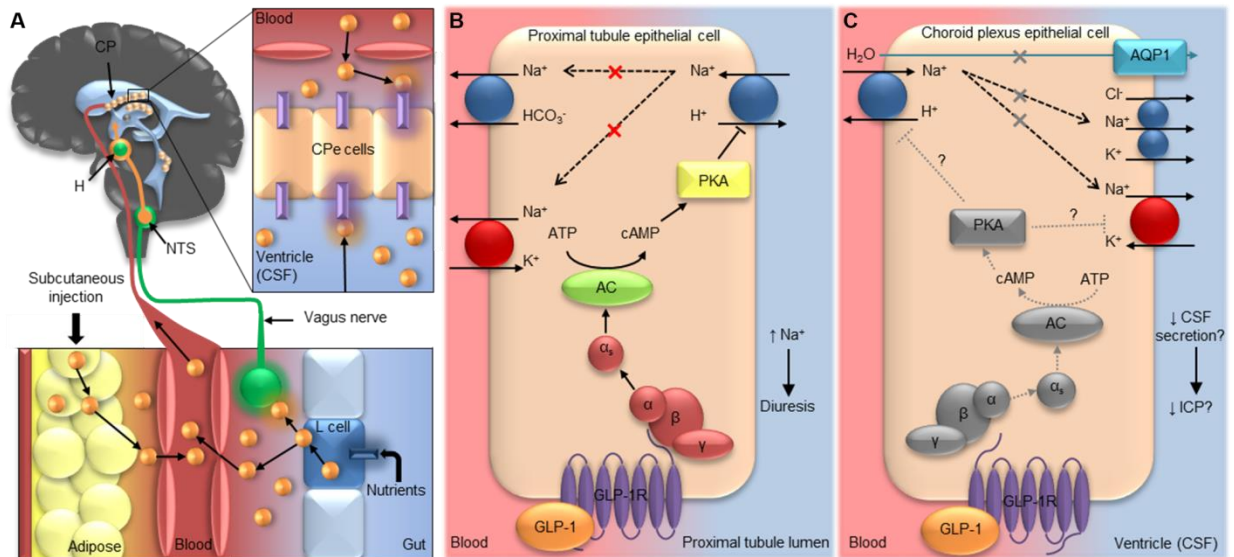 A
Blood
CP
CPe cells
H
NTS
Ventricle
(CSF)
Subcutaneous
injection
Vagus nerve
L cell
Nutrients
Adipose
Blood
Gut
B
Proximal tubule epithelial cell
Na⁺
Na⁺
HCO₃⁻
H⁺
PKA
Na⁺
ATP
cAMP
K⁺
AC
αs
↑ Na⁺
Diuresis
α
β
γ
GLP-1R
GLP-1
Blood
Proximal tubule lumen
C
Choroid plexus epithelial cell
H₂O
AQP1
Na⁺
Cl⁻
H⁺
Na⁺
K⁺
?
Na⁺
PKA
?
K⁺
cAMP
ATP
AC
↓ CSF
secretion?
αs
α
β
γ
↓ ICP?
GLP-1R
GLP-1
Blood
Ventricle (CSF)